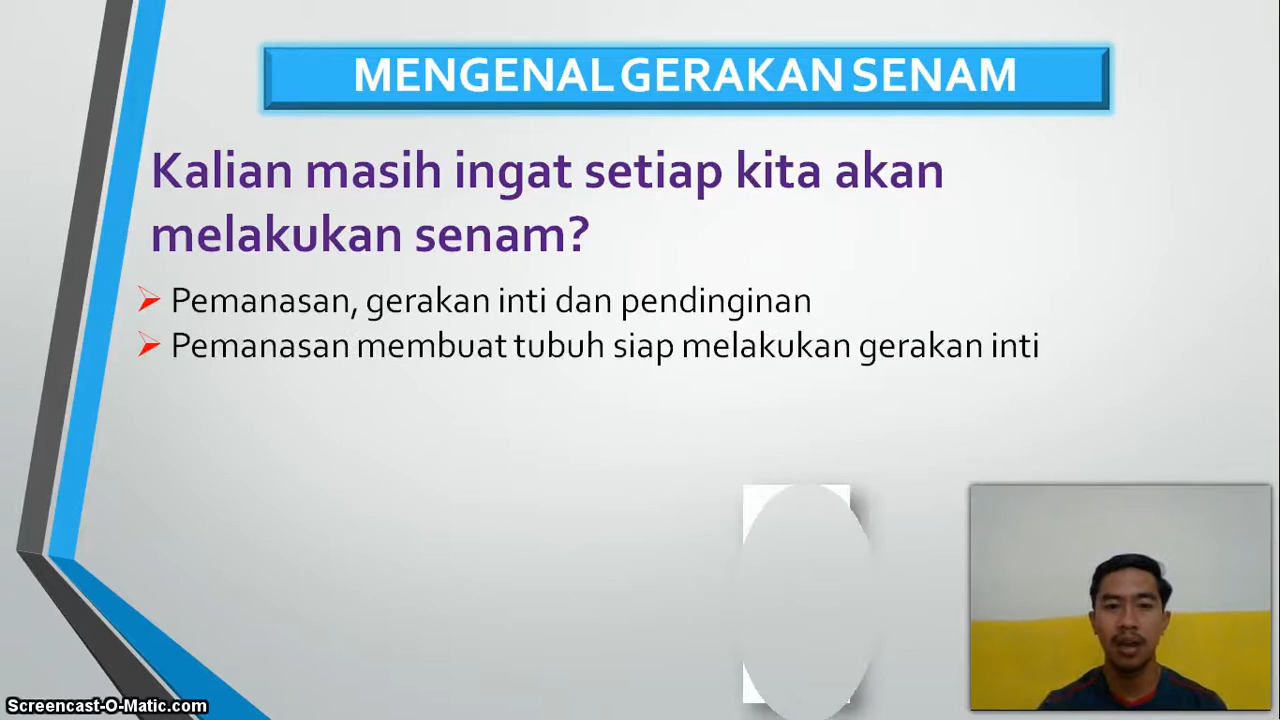 MENGENAL GERAKAN SENAM
Kalian masih ingat setiap kita akan
melakukan senam?
Pemanasan, gerakan inti dan pendinginan
Pemanasan membuat tubuh siap melakukan gerakan inti
Screencast-O-Matic.com